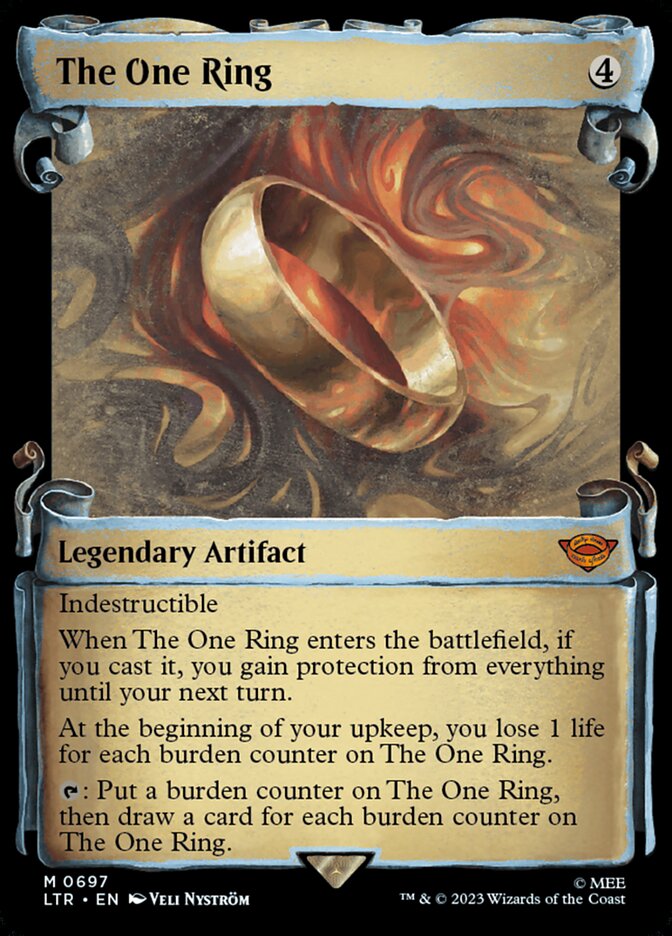 The One Ring 4
Legendary Artifact
Indestructible
When The One Ring enters the battlefield, if
you cast it, you gain protection from everything
until your next turn.
At the beginning of your upkeep, you lose 1 life
for each burden counter on The One Ring.
: Put a burden counter on The One Ring,
then draw a card for each burden counter on
The One Ring.
M 0697
LTR • EN VELI NYSTRÖM
© MEE
™ & © 2023 Wizards of the Coast